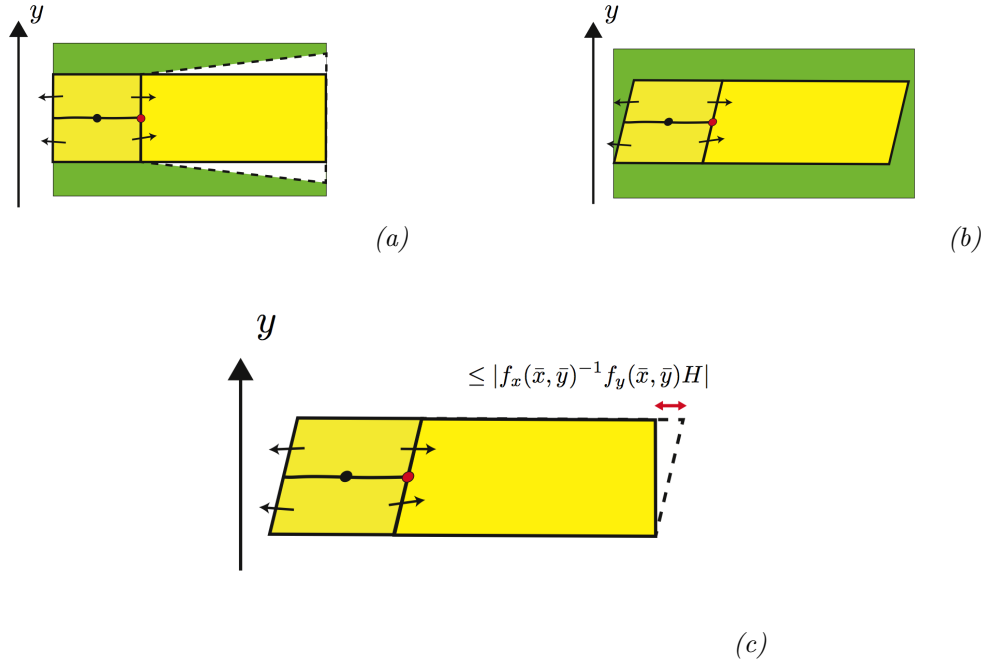 y
y
(a)
(b)
y
≤ |f_x(x̄, ȳ)^{-1} f_y(x̄, ȳ)H|
(c)